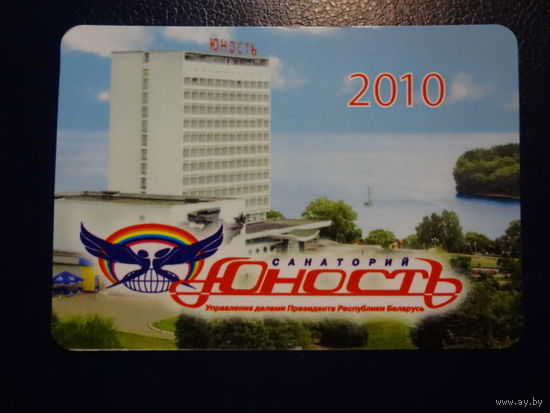 ЮНОСТЬ
2010
САНАТОРИЙ
Юность
Управления делами Президента Республики Беларусь
www.ay.by